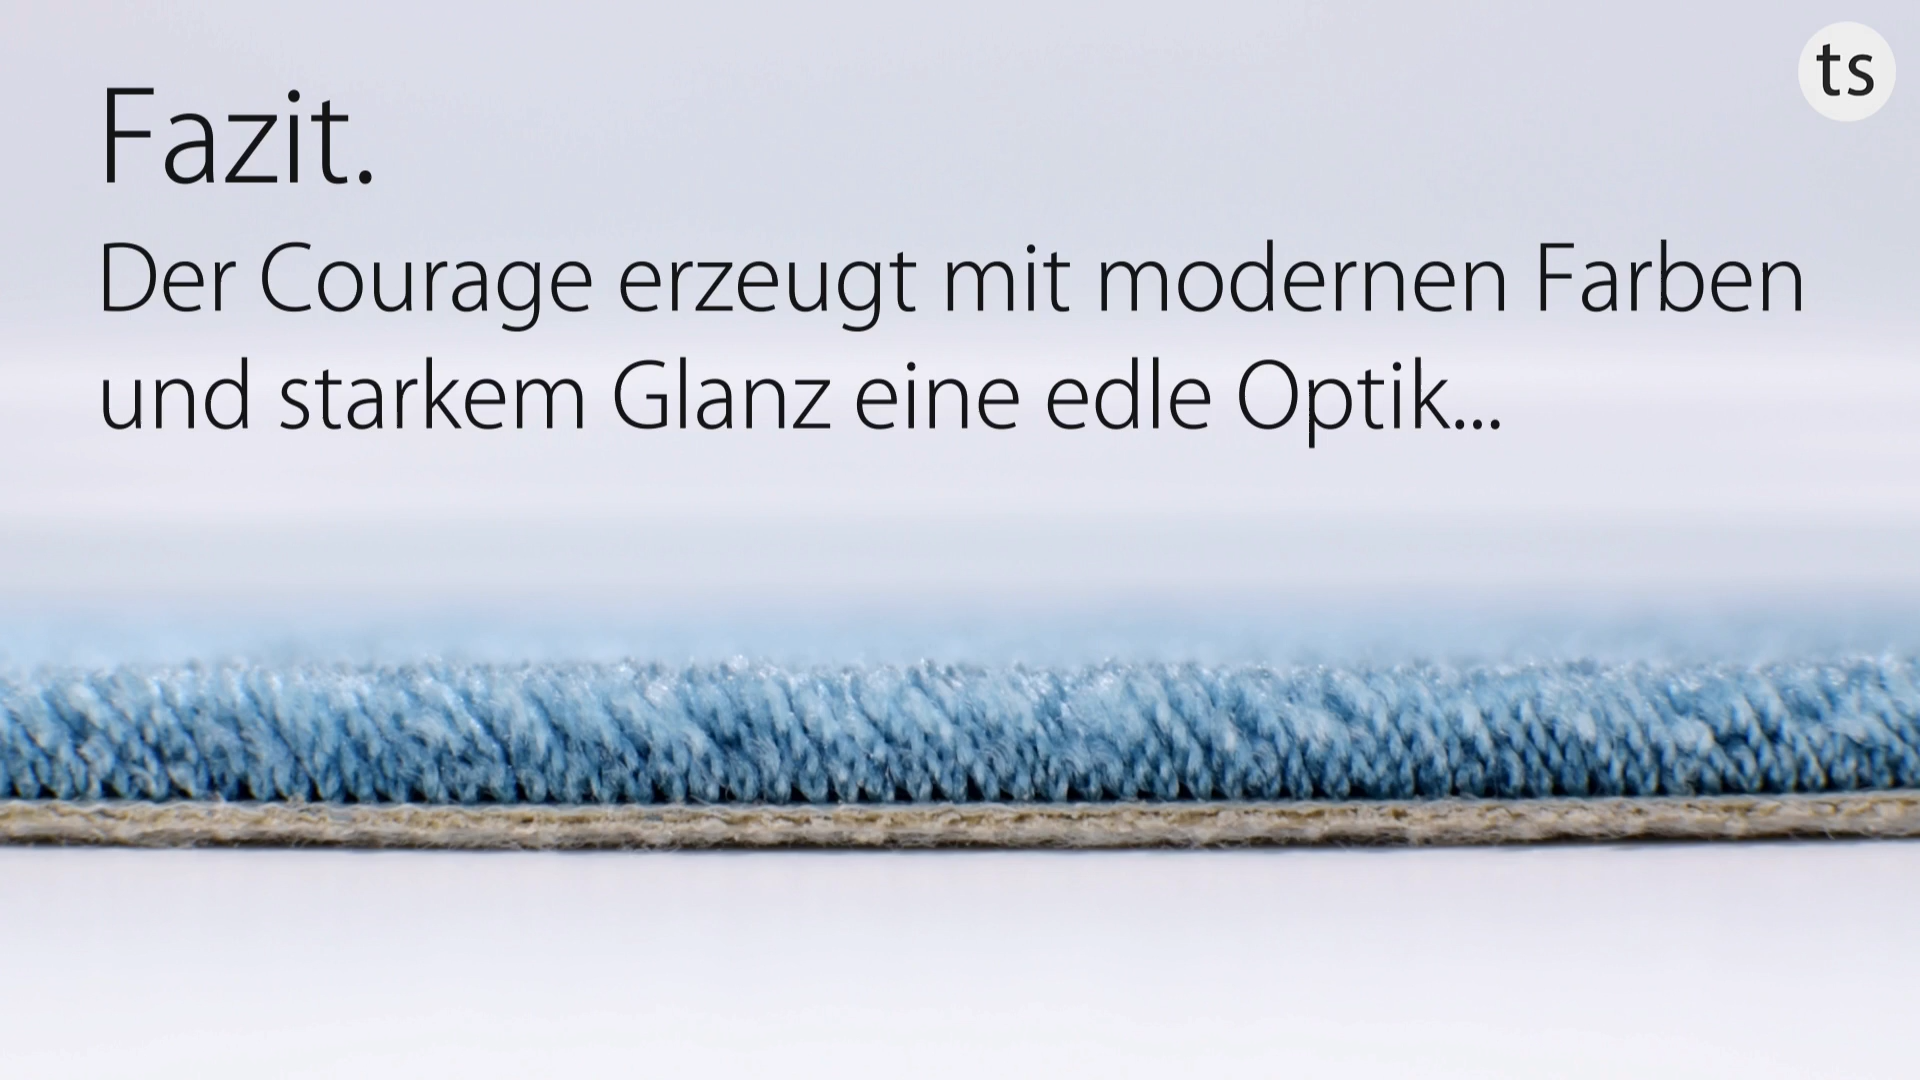 ts
Fazit.
Der Courage erzeugt mit modernen Farben
und starkem Glanz eine edle Optik...